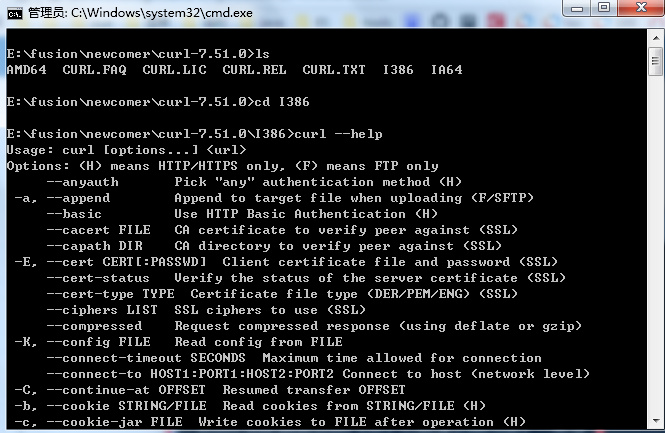 管理员: C:\Windows\system32\cmd.exe
E:\fusion\newcomer\curl-7.51.0>ls
AMD64  CURL.FAQ  CURL.LIC  CURL.REL  CURL.TXT  I386  IA64
E:\fusion\newcomer\curl-7.51.0>cd I386
E:\fusion\newcomer\curl-7.51.0\I386>curl --help
Usage: curl [options...] <url>
Options: (H) means HTTP/HTTPS only, (F) means FTP only
     --anyauth       Pick "any" authentication method (H)
 -a, --append        Append to target file when uploading (F/SFTP)
     --basic         Use HTTP Basic Authentication (H)
     --cacert FILE   CA certificate to verify peer against (SSL)
     --capath DIR    CA directory to verify peer against (SSL)
 -E, --cert CERT[:PASSWD]  Client certificate file and password (SSL)
     --cert-status   Verify the status of the server certificate (SSL)
     --cert-type TYPE  Certificate file type (DER/PEM/ENG) (SSL)
     --ciphers LIST  SSL ciphers to use (SSL)
     --compressed    Request compressed response (using deflate or gzip)
 -K, --config FILE   Read config from FILE
     --connect-timeout SECONDS  Maximum time allowed for connection
     --connect-to HOST1:PORT1:HOST2:PORT2 Connect to host (network level)
 -C, --continue-at OFFSET  Resumed transfer OFFSET
 -b, --cookie STRING/FILE  Read cookies from STRING/FILE (H)
 -c, --cookie-jar FILE  Write cookies to FILE after operation (H)